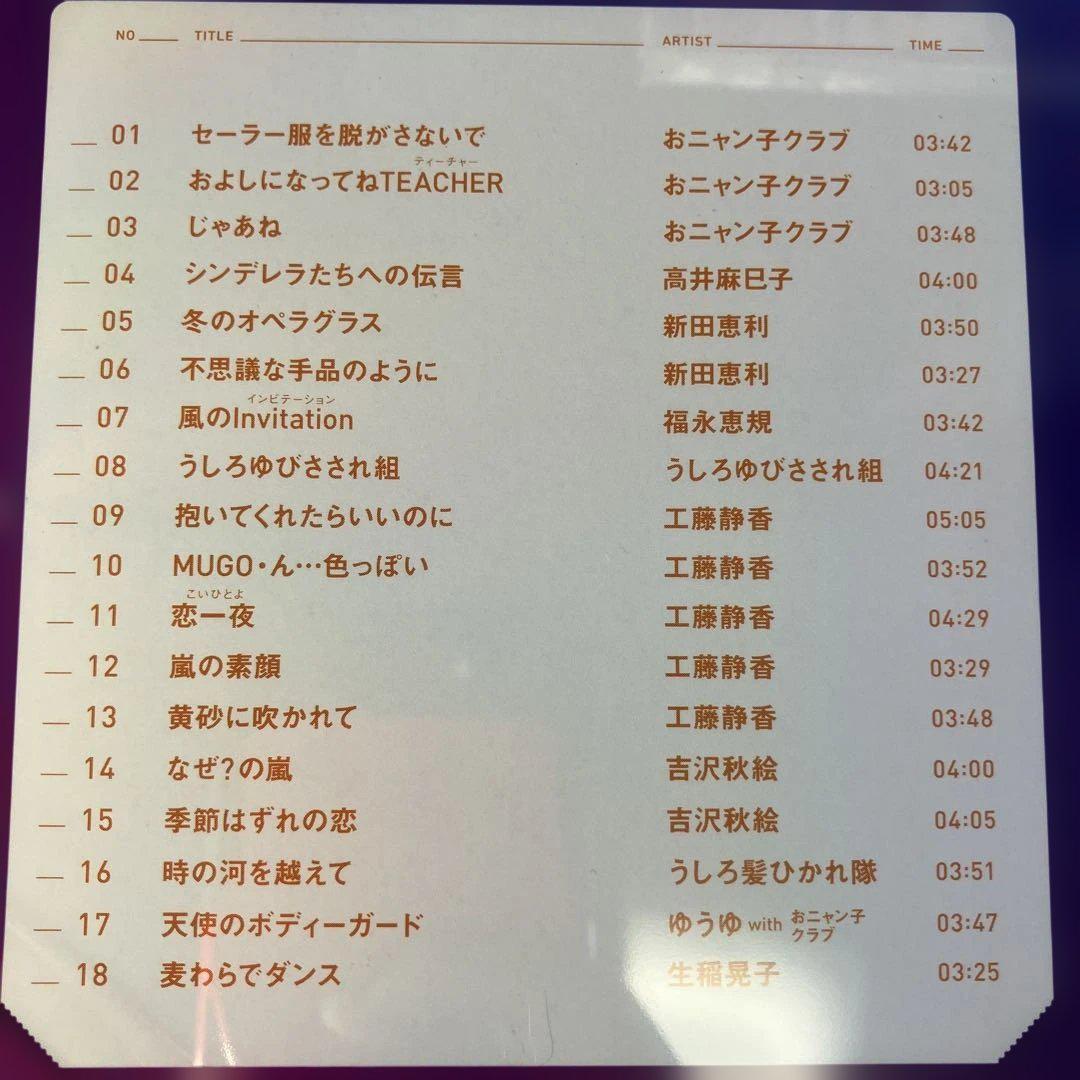 NO TITLE ARTIST TIME
01 セーラー服を脱がさないで おニャン子クラブ 03:42
ティーチャー
02 およしになってねTEACHER おニャン子クラブ 03:05
03 じゃあね おニャン子クラブ 03:48
04 シンデレラたちへの伝言 高井麻巳子 04:00
05 冬のオペラグラス 新田恵利 03:50
06 不思議な手品のように 新田恵利 03:27
インビテーション
07 風のInvitation 福永恵規 03:42
08 うしろゆびさされ組 うしろゆびさされ組 04:21
09 抱いてくれたらいいのに 工藤静香 05:05
10 MUGO・ん…色っぽい 工藤静香 03:52
こいひとよ
11 恋一夜 工藤静香 04:29
12 嵐の素顔 工藤静香 03:29
13 黄砂に吹かれて 工藤静香 03:48
14 なぜ?の嵐 吉沢秋絵 04:00
15 季節はずれの恋 吉沢秋絵 04:05
16 時の河を越えて うしろ髪ひかれ隊 03:51
17 天使のボディーガード ゆうゆ with おニャン子クラブ 03:47
18 麦わらでダンス 生稲晃子 03:25